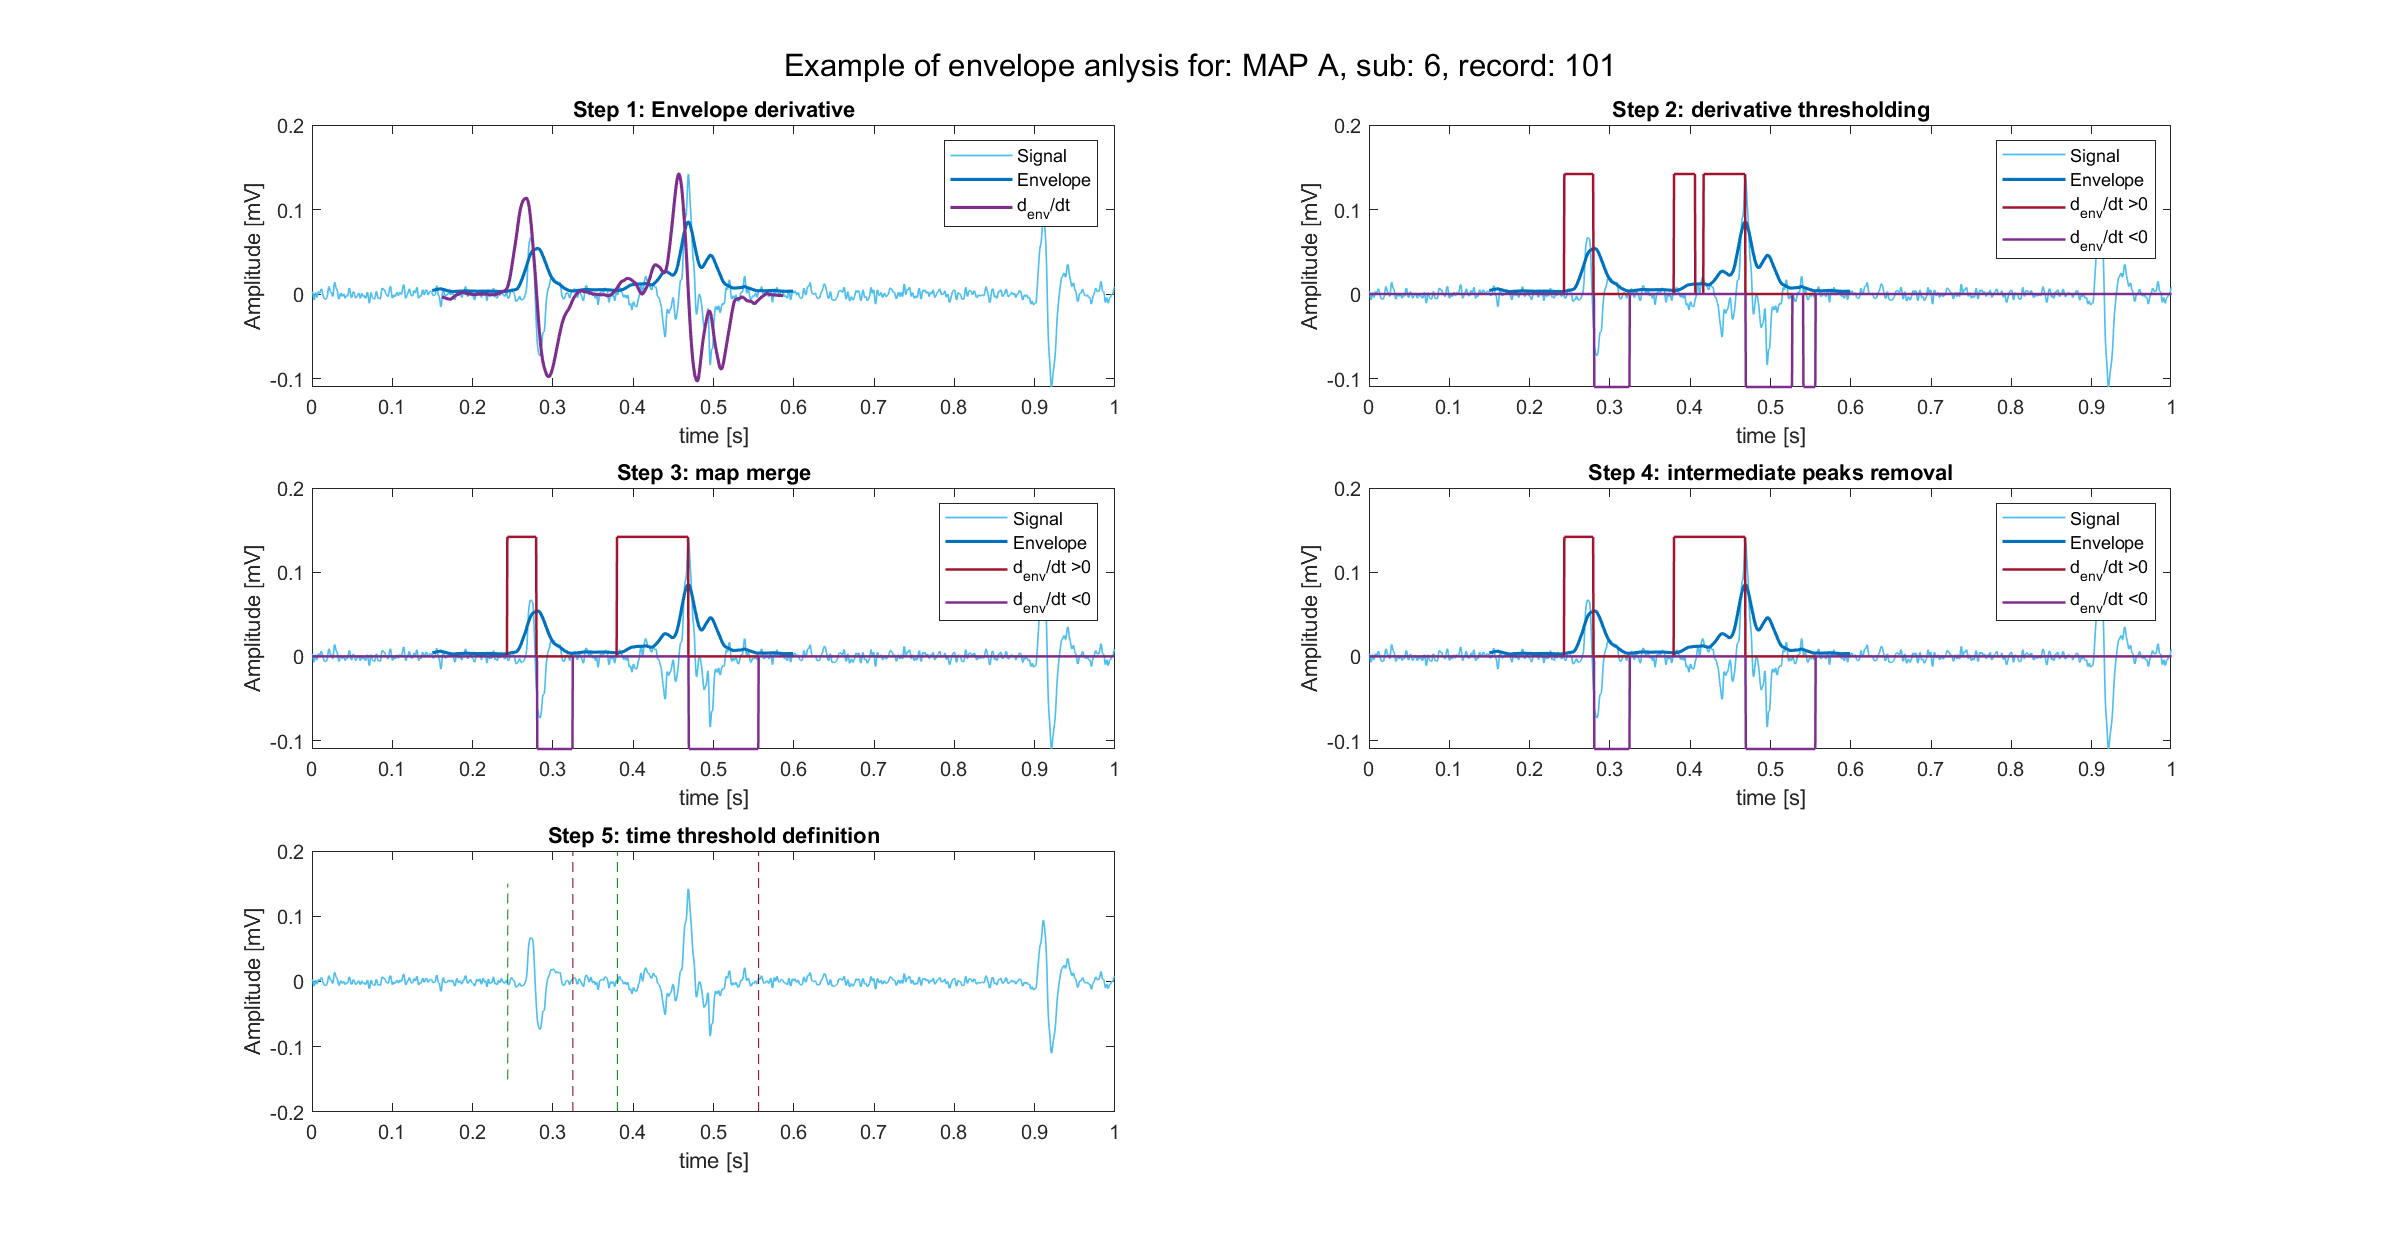 Example of envelope anlysis for: MAP A, sub: 6, record: 101
Step 1: Envelope derivative
0.2
0.1
0
-0.1
Amplitude [mV]
Signal
Envelope
d_env/dt
0 0.1 0.2 0.3 0.4 0.5 0.6 0.7 0.8 0.9 1
time [s]
Step 2: derivative thresholding
0.2
0.1
0
-0.1
Amplitude [mV]
Signal
Envelope
d_env/dt >0
d_env/dt <0
0 0.1 0.2 0.3 0.4 0.5 0.6 0.7 0.8 0.9 1
time [s]
Step 3: map merge
0.2
0.1
0
-0.1
Amplitude [mV]
Signal
Envelope
d_env/dt >0
d_env/dt <0
0 0.1 0.2 0.3 0.4 0.5 0.6 0.7 0.8 0.9 1
time [s]
Step 4: intermediate peaks removal
0.2
0.1
0
-0.1
Amplitude [mV]
Signal
Envelope
d_env/dt >0
d_env/dt <0
0 0.1 0.2 0.3 0.4 0.5 0.6 0.7 0.8 0.9 1
time [s]
Step 5: time threshold definition
0.2
0.1
0
-0.1
-0.2
Amplitude [mV]
0 0.1 0.2 0.3 0.4 0.5 0.6 0.7 0.8 0.9 1
time [s]